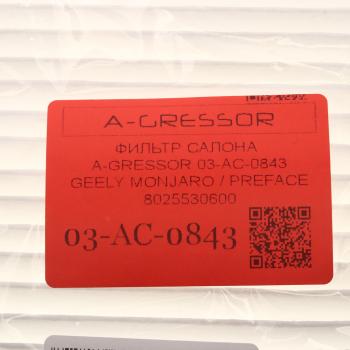 A-GRESSOR
ФИЛЬТР САЛОНА
A-GRESSOR 03-AC-0843
GEELY MONJARO / PREFACE
8025530600
03-AC-0843